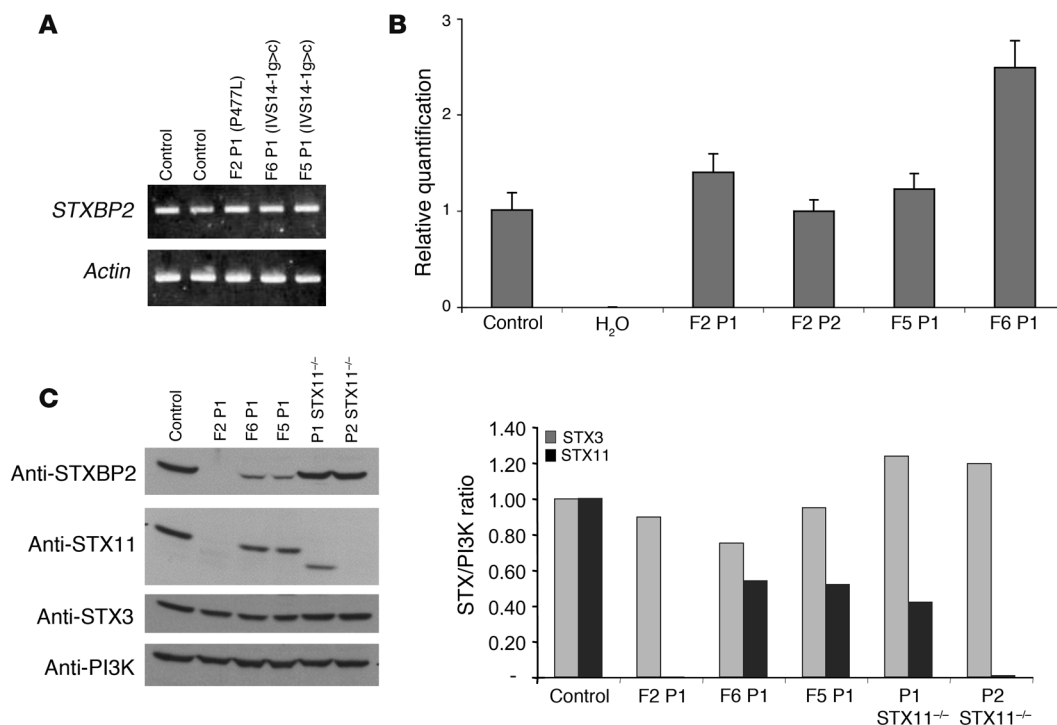 A
Control
Control
F2 P1 (P477L)
F6 P1 (IVS14-1g>c)
F5 P1 (IVS14-1g>c)
STXBP2
Actin
B
Relative quantification
3
2
1
0
Control
H₂O
F2 P1
F2 P2
F5 P1
F6 P1
C
Control
F2 P1
F6 P1
F5 P1
P1 STX11⁻/⁻
P2 STX11⁻/⁻
Anti-STXBP2
Anti-STX11
Anti-STX3
Anti-PI3K
STX/PI3K ratio
1.40
1.20
1.00
0.80
0.60
0.40
0.20
-
STX3
STX11
Control
F2 P1
F6 P1
F5 P1
P1
STX11⁻/⁻
P2
STX11⁻/⁻